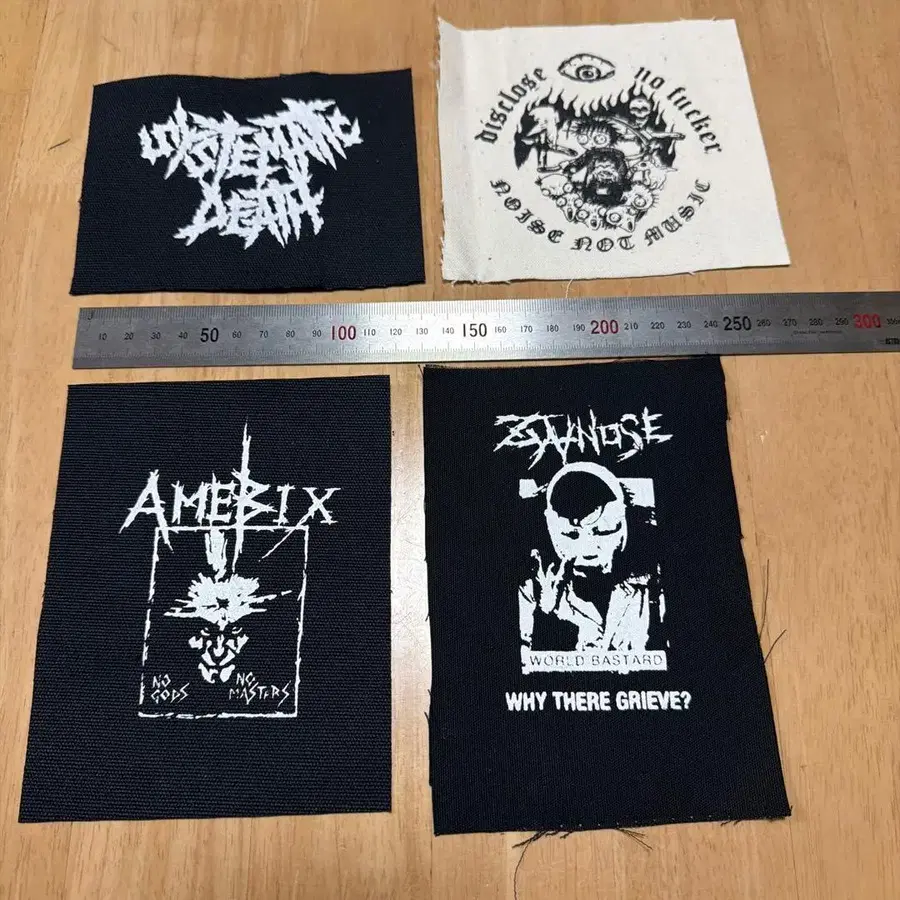 SYSTEMATIC
DEATH
disclose no fucker
NOISE NOT MUSIC
10 20 30 40 50 60 70 80 90 100 110 120 130 140 150 160 170 180 190 200 210 220 230 240 250 260 270 280 290 300
AMEBIX
NO GODS
NO MASTERS
ZOUNOSE
WORLD BASTARD
WHY THERE GRIEVE?